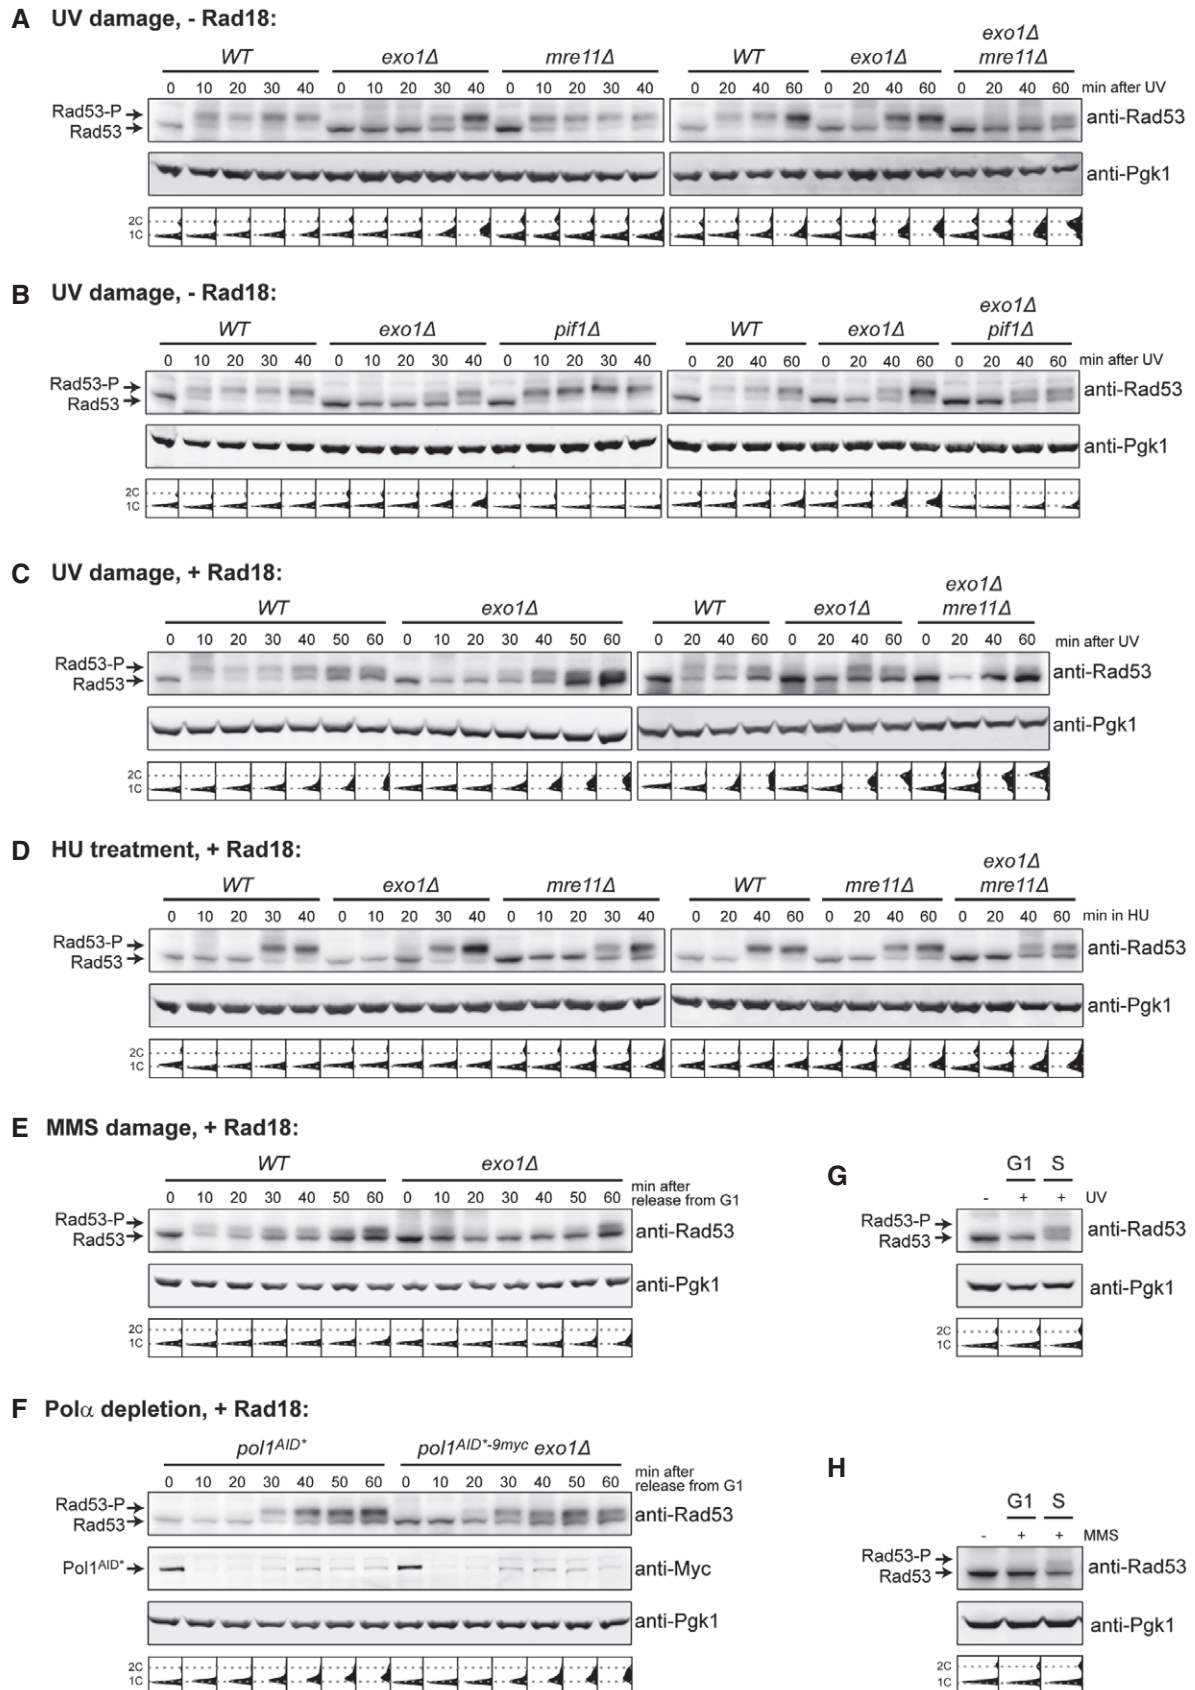 A UV damage, - Rad18:
WT exo1Δ mre11Δ WT exo1Δ exo1Δ mre11Δ
0 10 20 30 40 0 10 20 30 40 0 10 20 30 40 0 20 40 60 0 20 40 60 0 20 40 60 min after UV
Rad53-P
Rad53
anti-Rad53
anti-Pgk1
2C
1C
B UV damage, - Rad18:
WT exo1Δ pif1Δ WT exo1Δ exo1Δ pif1Δ
0 10 20 30 40 0 10 20 30 40 0 10 20 30 40 0 20 40 60 0 20 40 60 0 20 40 60 min after UV
Rad53-P
Rad53
anti-Rad53
anti-Pgk1
2C
1C
C UV damage, + Rad18:
WT exo1Δ WT exo1Δ exo1Δ mre11Δ
0 10 20 30 40 50 60 0 10 20 30 40 50 60 0 20 40 60 0 20 40 60 0 20 40 60 min after UV
Rad53-P
Rad53
anti-Rad53
anti-Pgk1
2C
1C
D HU treatment, + Rad18:
WT exo1Δ mre11Δ WT mre11Δ exo1Δ mre11Δ
0 10 20 30 40 0 10 20 30 40 0 10 20 30 40 0 20 40 60 0 20 40 60 0 20 40 60 min in HU
Rad53-P
Rad53
anti-Rad53
anti-Pgk1
2C
1C
E MMS damage, + Rad18:
WT exo1Δ
0 10 20 30 40 50 60 0 10 20 30 40 50 60 min after release from G1
Rad53-P
Rad53
anti-Rad53
anti-Pgk1
2C
1C
G
G1 S
- + + UV
Rad53-P
Rad53
anti-Rad53
anti-Pgk1
2C
1C
F Polα depletion, + Rad18:
pol1AID* pol1AID*-9myc exo1Δ
0 10 20 30 40 50 60 0 10 20 30 40 50 60 min after release from G1
Rad53-P
Rad53
anti-Rad53
Pol1AID*
anti-Myc
anti-Pgk1
2C
1C
H
G1 S
- + + MMS
Rad53-P
Rad53
anti-Rad53
anti-Pgk1
2C
1C